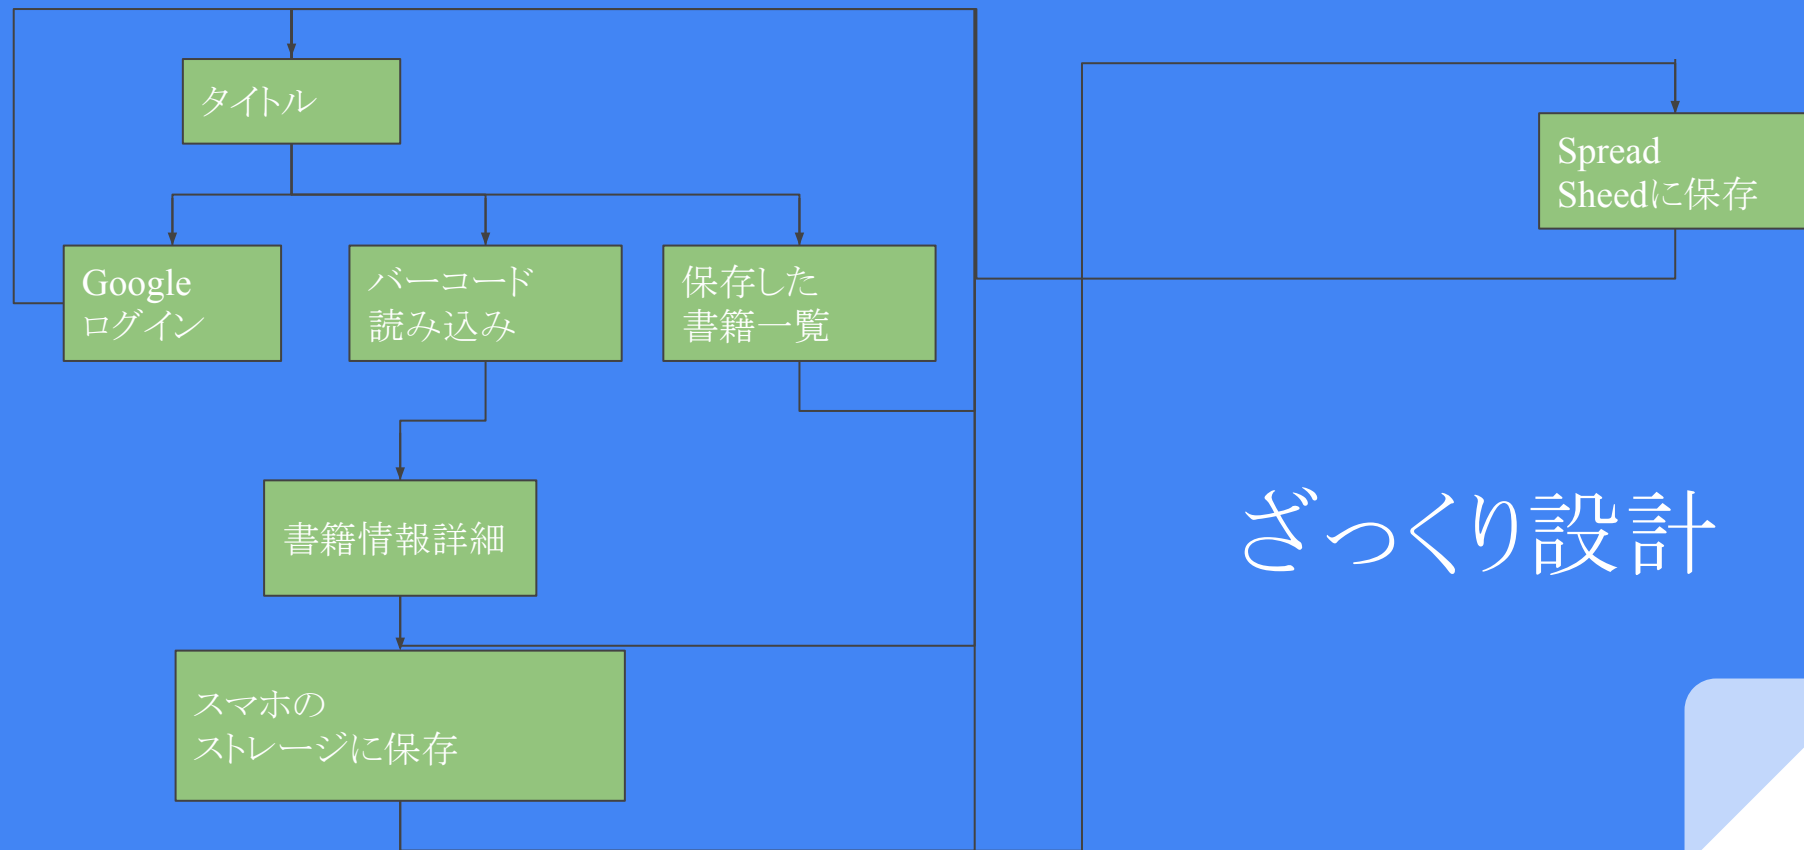 タイトル
Spread
Sheedに保存
Google
ログイン
バーコード
読み込み
保存した
書籍一覧
書籍情報詳細
ざっくり設計
スマホの
ストレージに保存